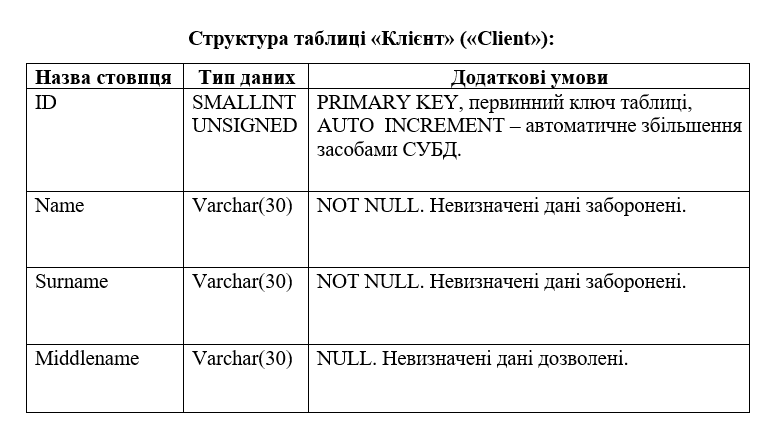 Структура таблиці «Клієнт» («Client»):
Назва стовпця Тип даних Додаткові умови
ID SMALLINT PRIMARY KEY, первинний ключ таблиці,
UNSIGNED AUTO INCREMENT – автоматичне збільшення
засобами СУБД.
Name Varchar(30) NOT NULL. Невизначені дані заборонені.
Surname Varchar(30) NOT NULL. Невизначені дані заборонені.
Middlename Varchar(30) NULL. Невизначені дані дозволені.